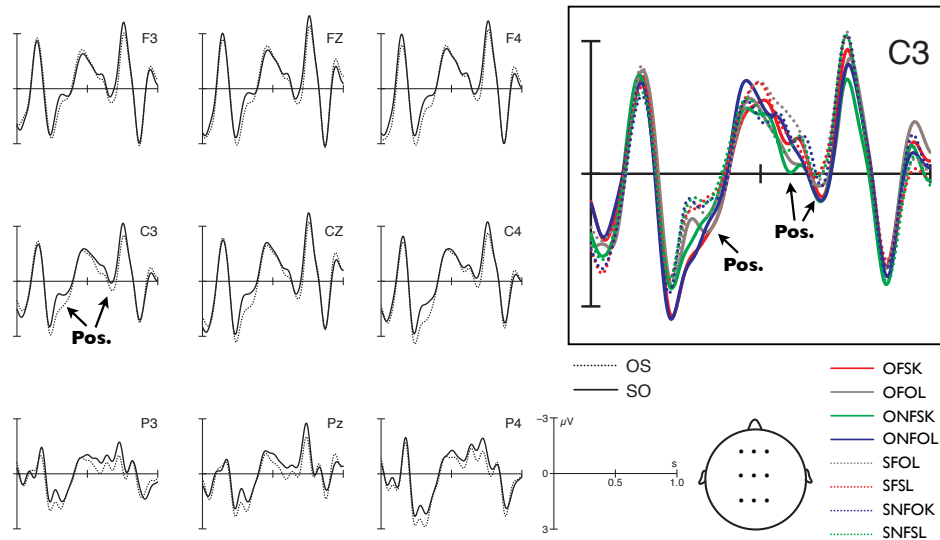 F3
FZ
F4
C3
CZ
C4
Pos.
P3
Pz
P4
C3
Pos.
Pos.
OS
SO
−3
µV
0
3
s
0.5
1.0
OFSK
OFOL
ONFSK
ONFOL
SFOL
SFSL
SNFOK
SNFSL